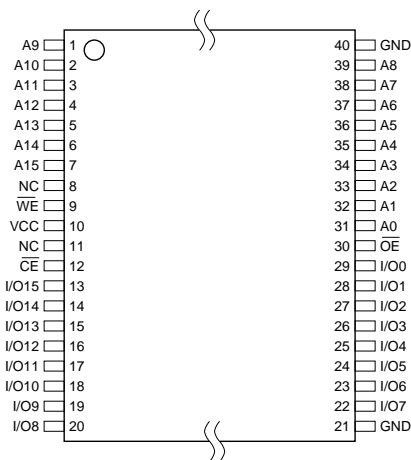 A9 1 40 GND
A10 2 39 A8
A11 3 38 A7
A12 4 37 A6
A13 5 36 A5
A14 6 35 A4
A15 7 34 A3
NC 8 33 A2
W̅E̅ 9 32 A1
VCC 10 31 A0
NC 11 30 O̅E̅
C̅E̅ 12 29 I/O0
I/O15 13 28 I/O1
I/O14 14 27 I/O2
I/O13 15 26 I/O3
I/O12 16 25 I/O4
I/O11 17 24 I/O5
I/O10 18 23 I/O6
I/O9 19 22 I/O7
I/O8 20 21 GND